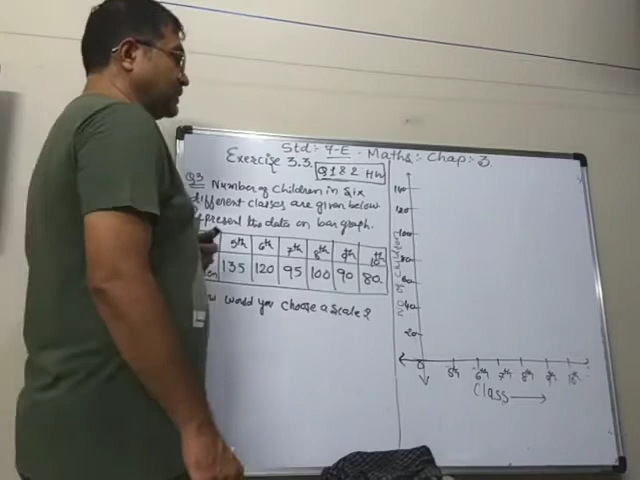 Std:- 7-E. Maths: Chap: 3.
Exercise 3.3. Q1 & 2 HW
Q3 Number of Children in six
different classes are given below
represent the data on bar graph.
5th 6th 7th 8th 9th 10th
135 120 95 100 90 80.
would you choose a scale?
140
120
100
80
60
40
20
0
No of children
5th 6th 7th 8th 9th 10th
Class